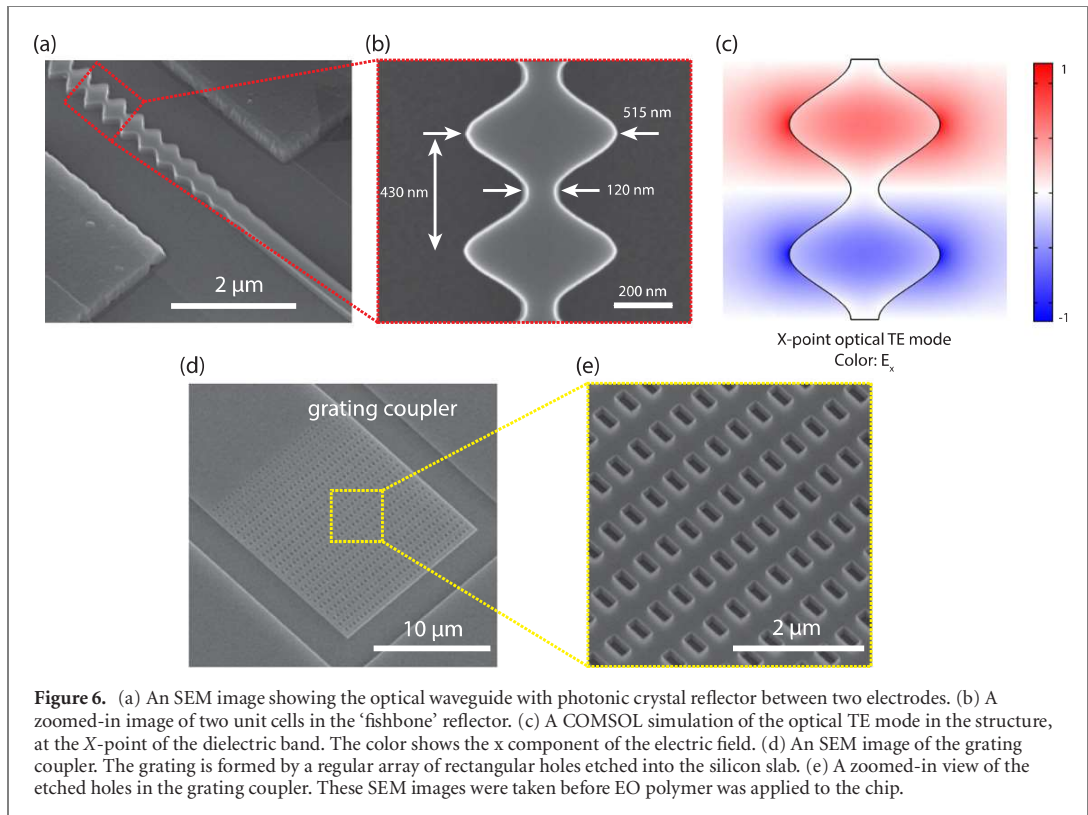 (a)
(b)
(c)
2 µm
515 nm
430 nm
120 nm
200 nm
1
-1
X-point optical TE mode
Color: Ex
(d)
(e)
grating coupler
10 µm
2 µm
Figure 6. (a) An SEM image showing the optical waveguide with photonic crystal reflector between two electrodes. (b) A
zoomed-in image of two unit cells in the ‘fishbone’ reflector. (c) A COMSOL simulation of the optical TE mode in the structure,
at the X-point of the dielectric band. The color shows the x component of the electric field. (d) An SEM image of the grating
coupler. The grating is formed by a regular array of rectangular holes etched into the silicon slab. (e) A zoomed-in view of the
etched holes in the grating coupler. These SEM images were taken before EO polymer was applied to the chip.